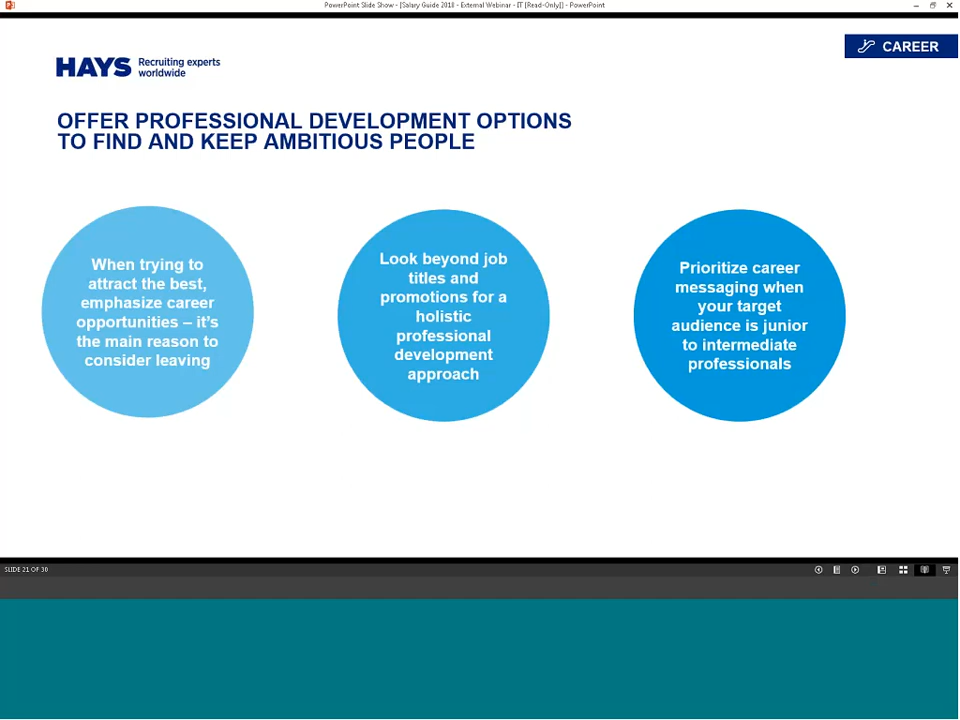 PowerPoint Slide Show - [Salary Guide 2018 - External Webinar - IT [Read-Only]] - PowerPoint
CAREER
HAYS Recruiting experts
worldwide
OFFER PROFESSIONAL DEVELOPMENT OPTIONS
TO FIND AND KEEP AMBITIOUS PEOPLE
When trying to
attract the best,
emphasize career
opportunities – it's
the main reason to
consider leaving
Look beyond job
titles and
promotions for a
holistic
professional
development
approach
Prioritize career
messaging when
your target
audience is junior
to intermediate
professionals
SLIDE 21 OF 30